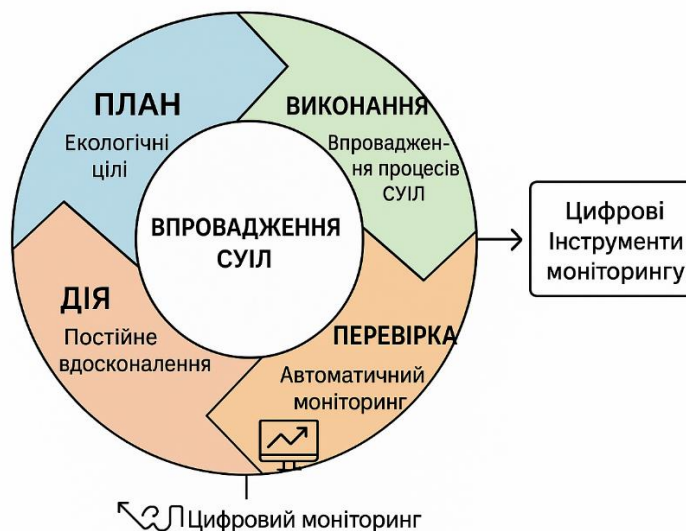 ПЛАН
Екологічні
цілі
ВИКОНАННЯ
Впроваджен-
ня процесів
СУІЛ
ВПРОВАДЖЕННЯ
СУІЛ
Цифрові
Інструменти
моніторингу
ДІЯ
Постійне
вдосконалення
ПЕРЕВІРКА
Автоматичний
моніторинг
Цифровий моніторинг